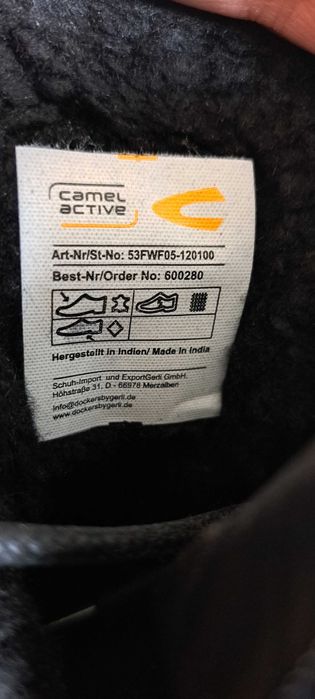 camel
active
Art-Nr/St-No: 53FWF05-120100
Best-Nr/Order No: 600280
Hergestellt in Indien/ Made in India
Schuh-Import und ExportGerli GmbH.
Höhstraße 31, D - 66978 Merzalben
info@dockersbygerli.de
www.dockersbygerli.de